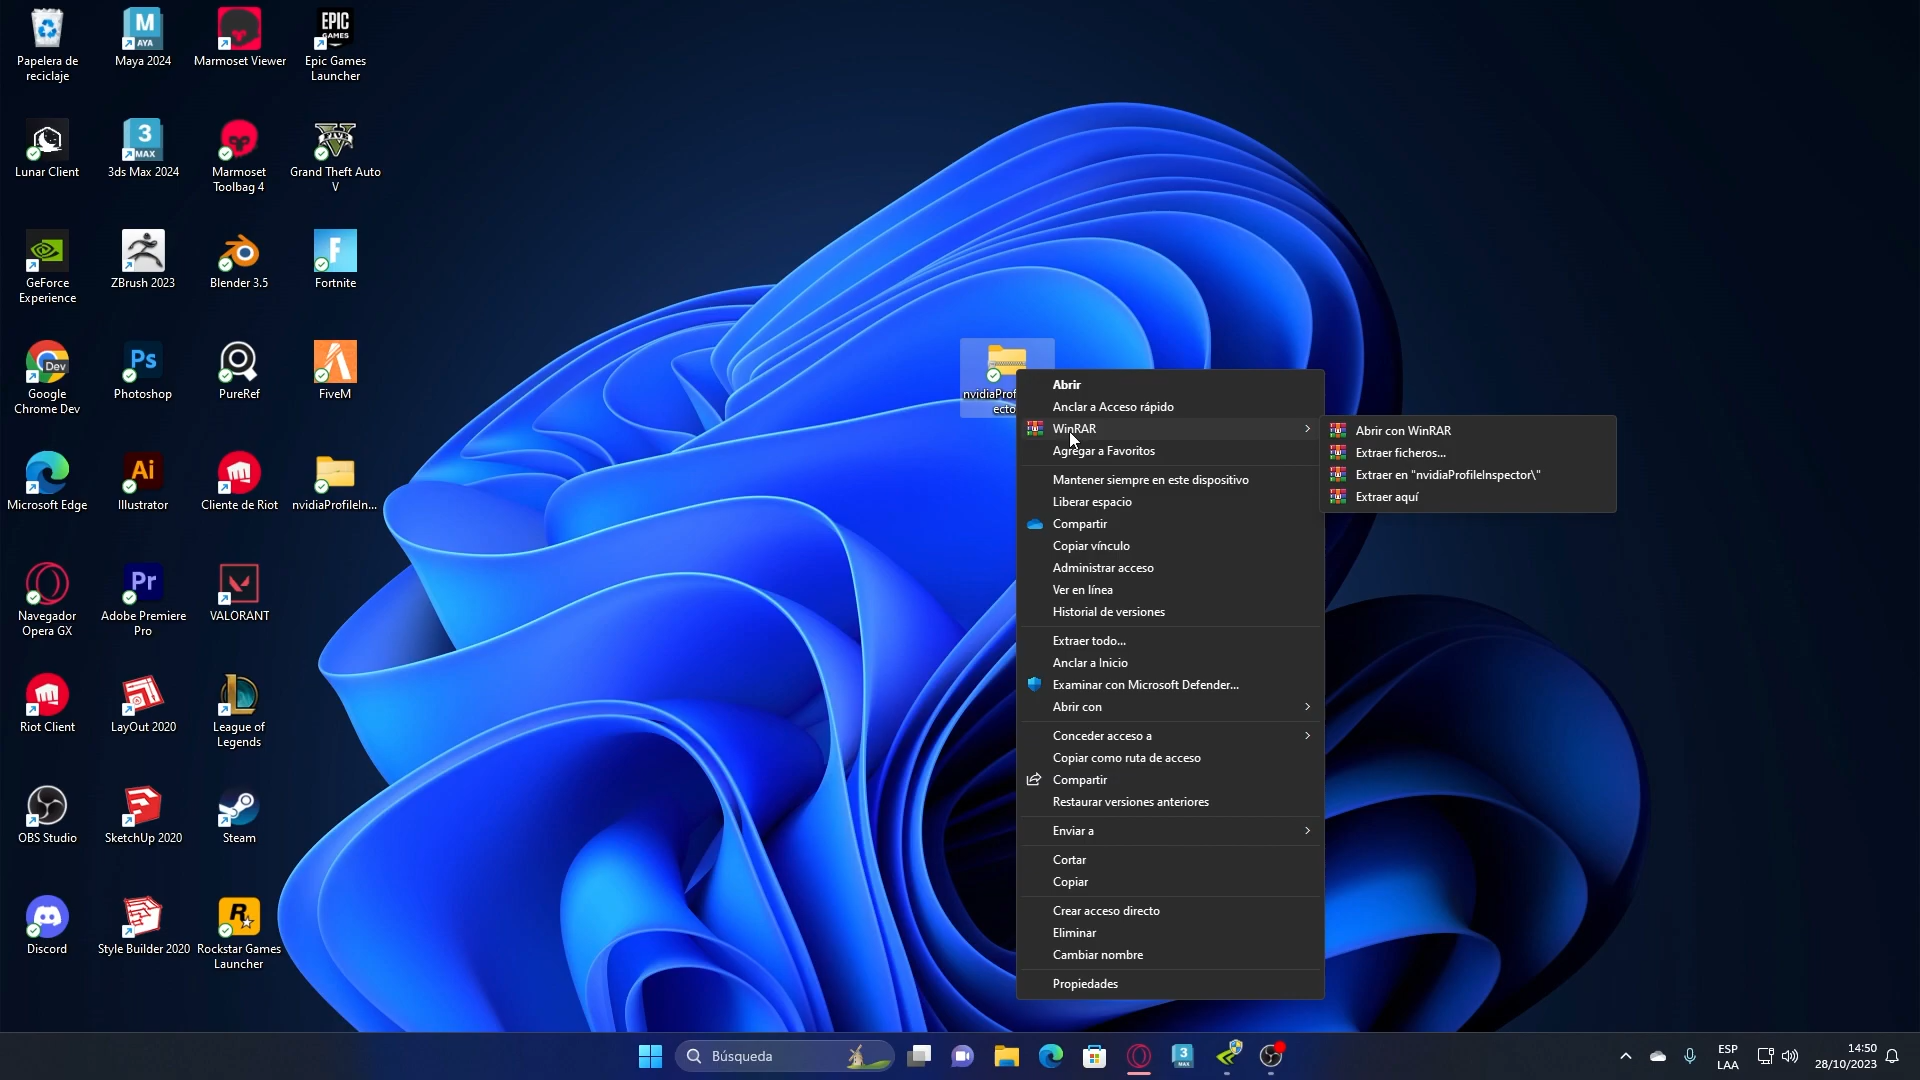 Papelera de
reciclaje
Maya 2024
Marmoset Viewer
Epic Games
Launcher
Lunar Client
3ds Max 2024
Marmoset
Toolbag 4
Grand Theft Auto
V
GeForce
Experience
ZBrush 2023
Blender 3.5
Fortnite
Google
Chrome Dev
Photoshop
PureRef
FiveM
Microsoft Edge
Illustrator
Cliente de Riot
nvidiaProfileIn...
Navegador
Opera GX
Adobe Premiere
Pro
VALORANT
Riot Client
LayOut 2020
League of
Legends
OBS Studio
SketchUp 2020
Steam
Discord
Style Builder 2020
Rockstar Games
Launcher
M
AYA
EPIC
GAMES
3
MAX
FIVE
F
Dev
Ps
Ai
Pr
R
nvidiaProf
ecto
Abrir
Anclar a Acceso rápido
WinRAR
Agregar a Favoritos
Mantener siempre en este dispositivo
Liberar espacio
Compartir
Copiar vínculo
Administrar acceso
Ver en línea
Historial de versiones
Extraer todo...
Anclar a Inicio
Examinar con Microsoft Defender...
Abrir con
Conceder acceso a
Copiar como ruta de acceso
Compartir
Restaurar versiones anteriores
Enviar a
Cortar
Copiar
Crear acceso directo
Eliminar
Cambiar nombre
Propiedades
Abrir con WinRAR
Extraer ficheros...
Extraer en "nvidiaProfileInspector\"
Extraer aquí
Búsqueda
3
MAX
ESP
LAA
14:50
28/10/2023